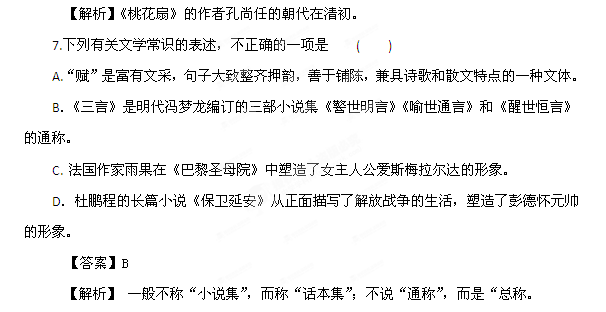 【解析】《桃花扇》的作者孔尚任的朝代在清初。
7.下列有关文学常识的表述，不正确的一项是　　(　　)
A.“赋”是富有文采，句子大致整齐押韵，善于铺陈，兼具诗歌和散文特点的一种文体。
B．《三言》是明代冯梦龙编订的三部小说集《警世明言》《喻世通言》和《醒世恒言》
的通称。
C. 法国作家雨果在《巴黎圣母院》中塑造了女主人公爱斯梅拉尔达的形象。
D．杜鹏程的长篇小说《保卫延安》从正面描写了解放战争的生活，塑造了彭德怀元帅
的形象。
【答案】B
【解析】 一般不称“小说集”，而称“话本集”；不说“通称”，而是“总称。